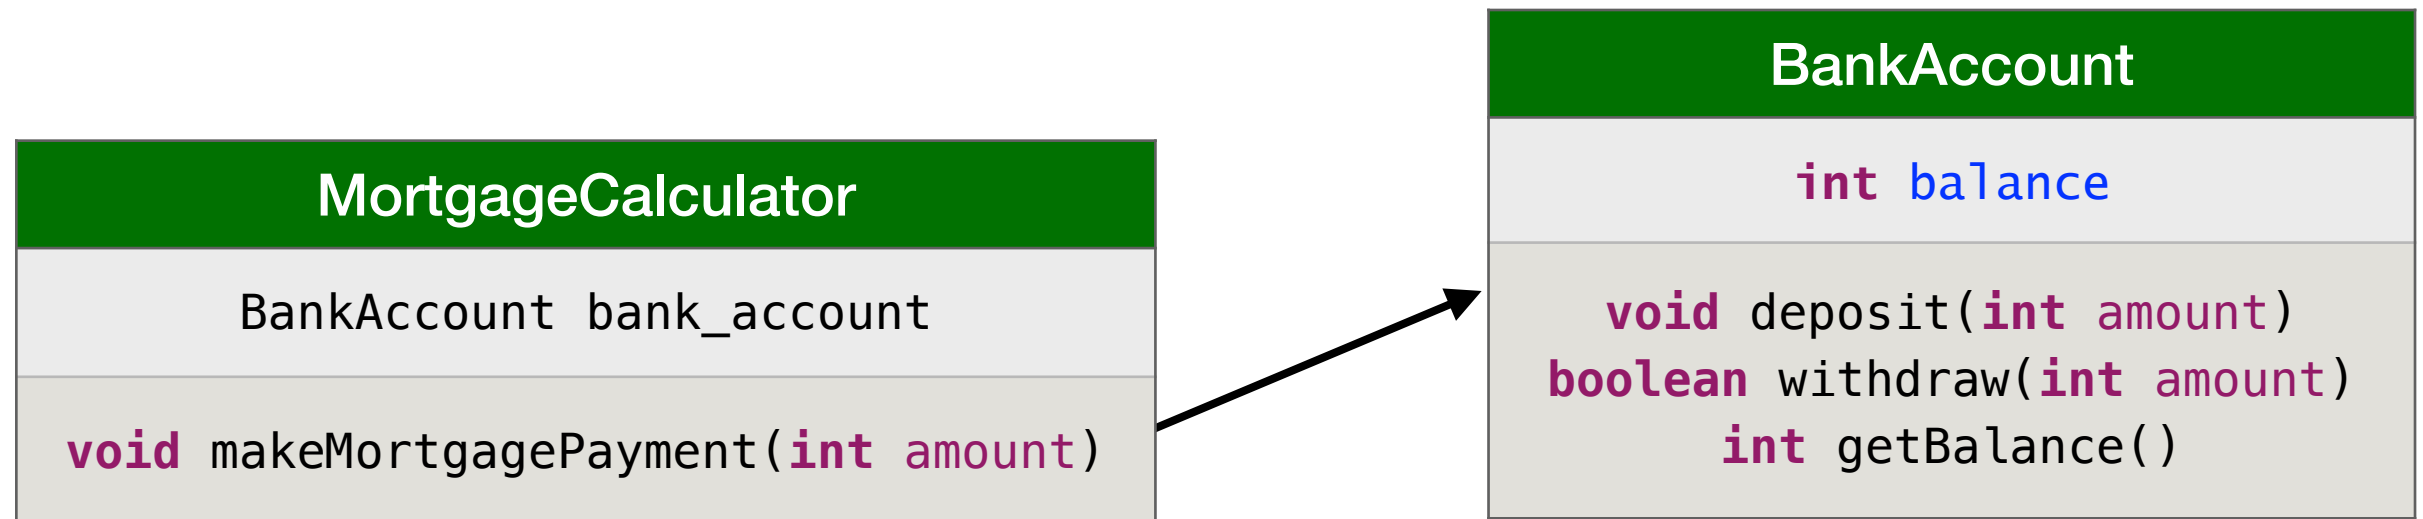 MortgageCalculator
BankAccount bank_account
void makeMortgagePayment(int amount)
BankAccount
int balance
void deposit(int amount)
boolean withdraw(int amount)
int getBalance()